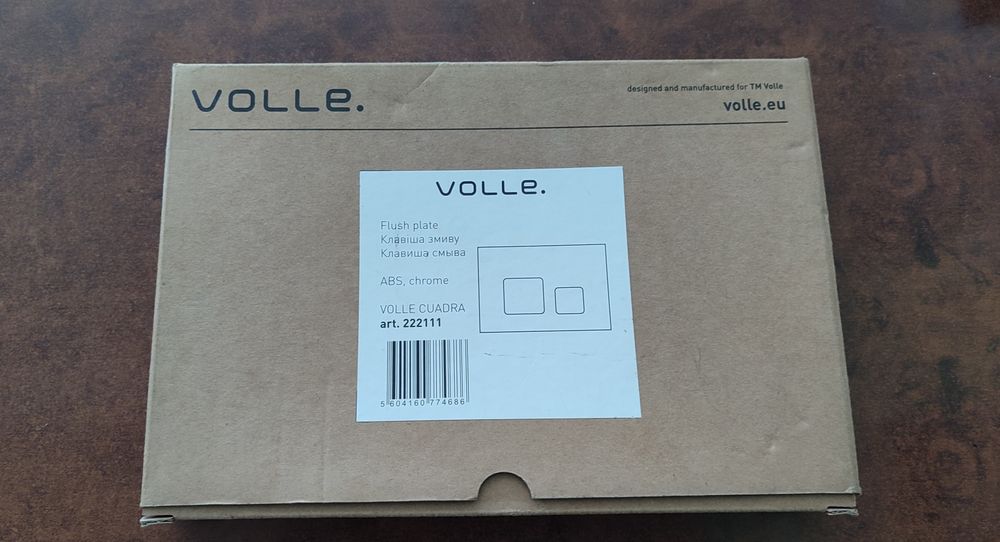 VOLLE.
designed and manufactured for TM Volle
volle.eu
VOLLE.
Flush plate
Клавіша змиву
Клавиша смыва
ABS, chrome
VOLLE CUADRA
art. 222111
5 604160 774686